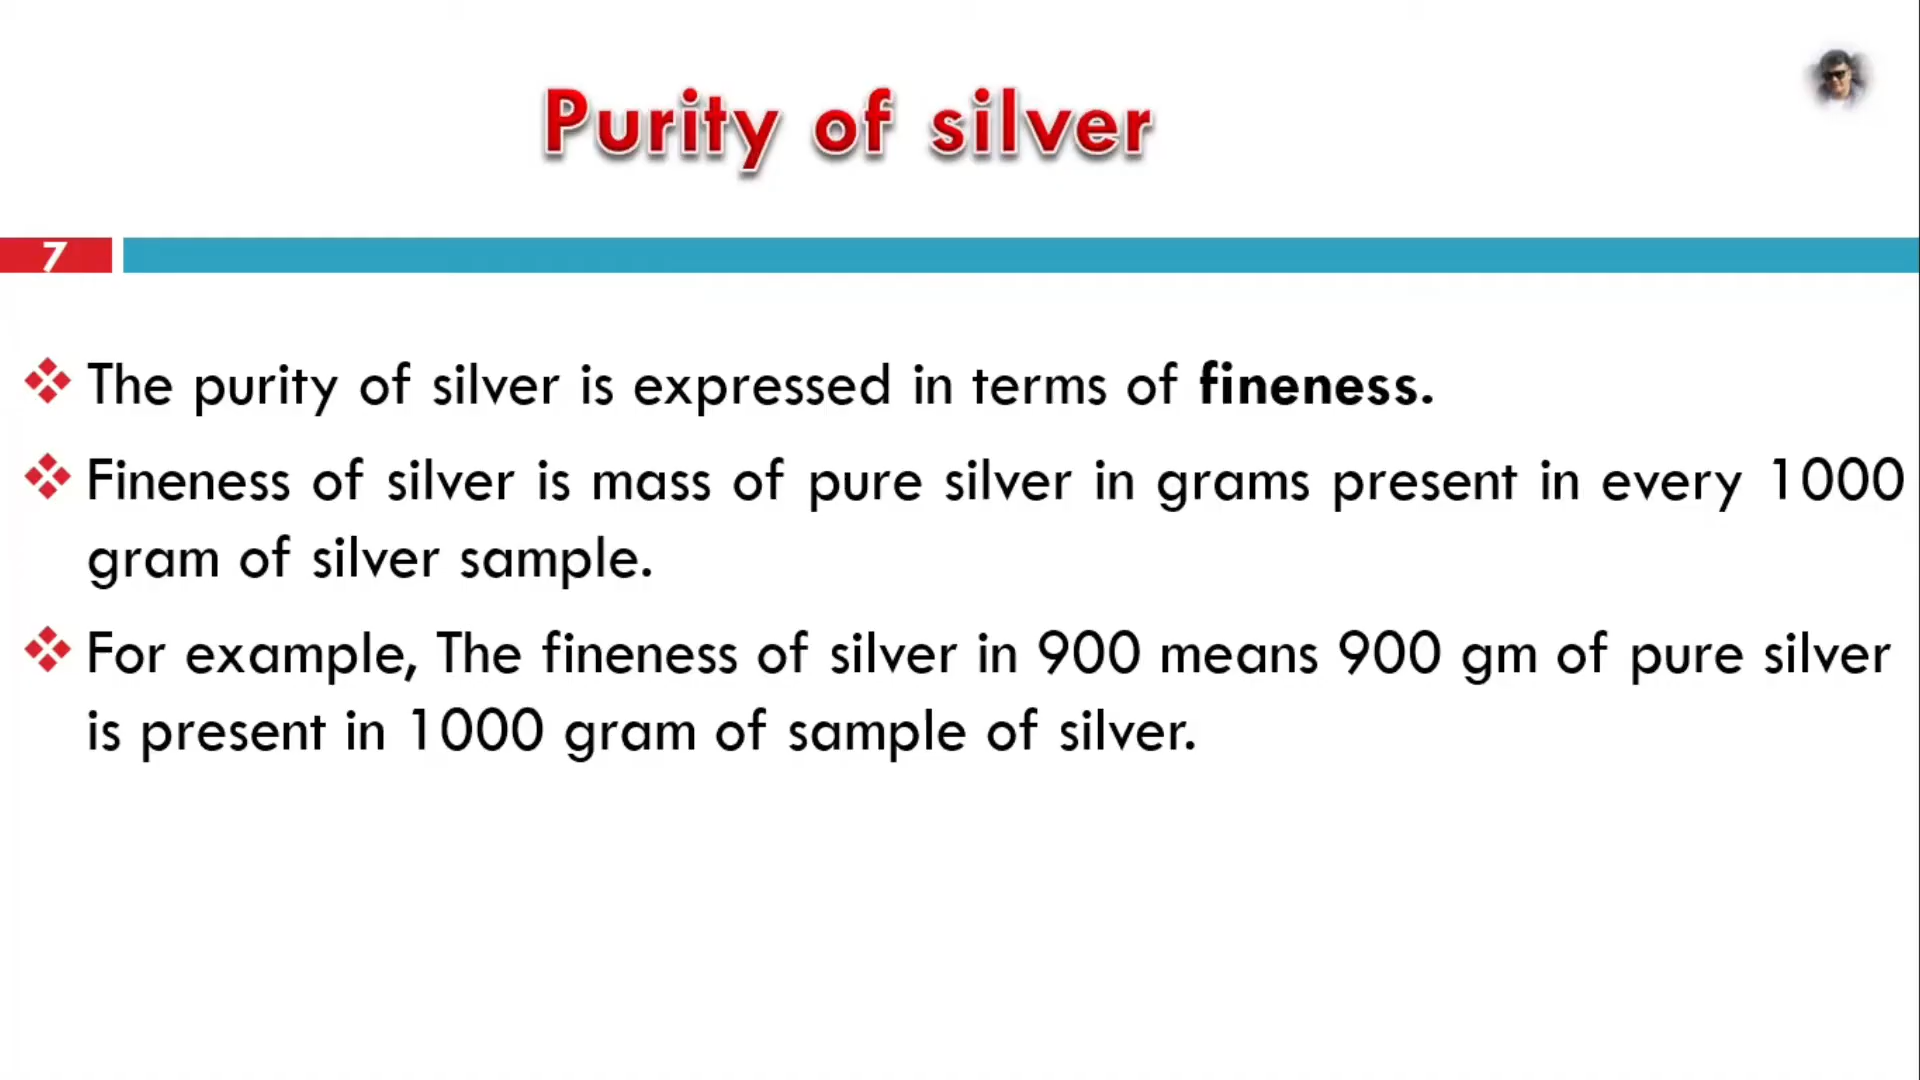 Purity of silver
7
The purity of silver is expressed in terms of fineness.
Fineness of silver is mass of pure silver in grams present in every 1000
gram of silver sample.
For example, The fineness of silver in 900 means 900 gm of pure silver
is present in 1000 gram of sample of silver.